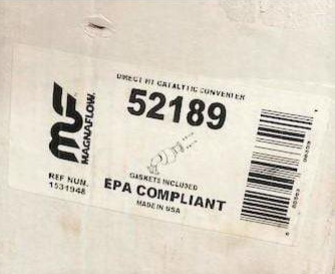 DIRECT FIT CATALYTIC CONVERTER
52189
MAGNAFLOW.
GASKETS INCLUDED
EPA COMPLIANT
MADE IN USA
REF NUM.
1531948